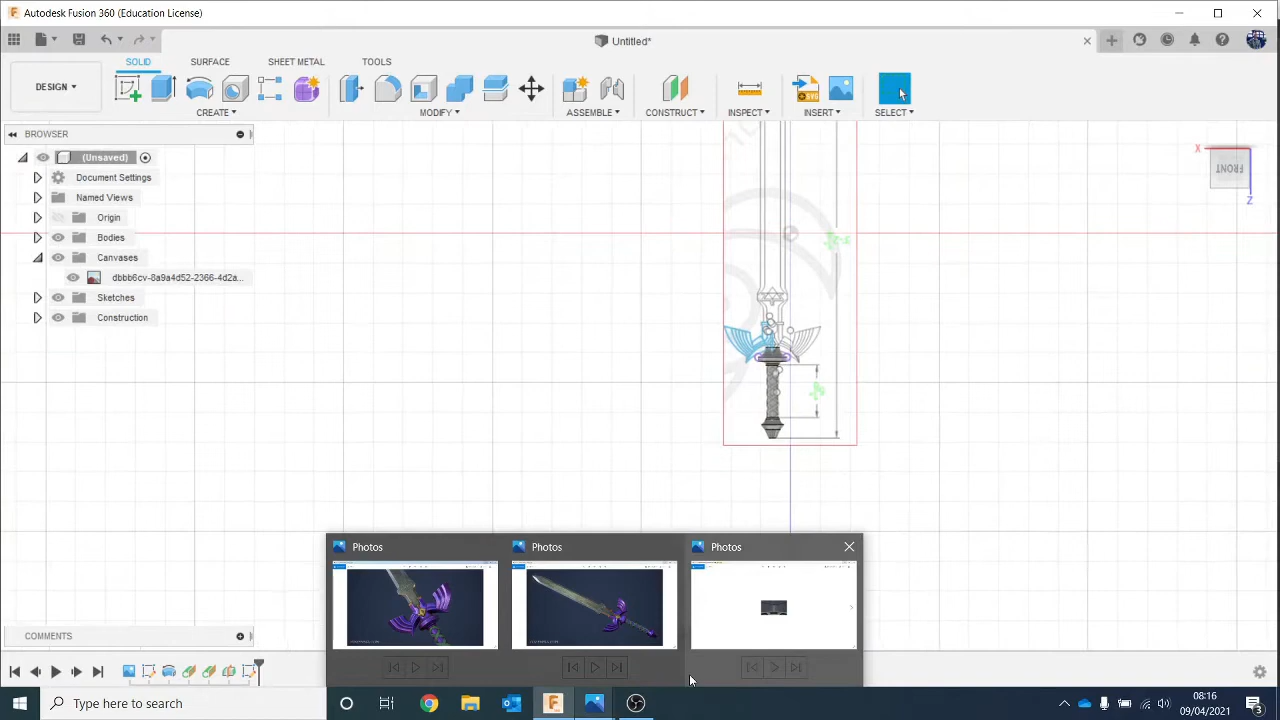 Autodesk Fusion 360 (Education License)
Untitled*
DESIGN
SOLID SURFACE SHEET METAL TOOLS
CREATE MODIFY ASSEMBLE CONSTRUCT INSPECT INSERT SELECT
BROWSER
(Unsaved)
Document Settings
Named Views
Origin
Bodies
Canvases
dbbb6cv-8a9a4d52-2366-4d2a...
Sketches
Construction
X
FRONT
Z
Photos
Photos
Photos
COMMENTS
Type here to search
08:16
09/04/2021
3